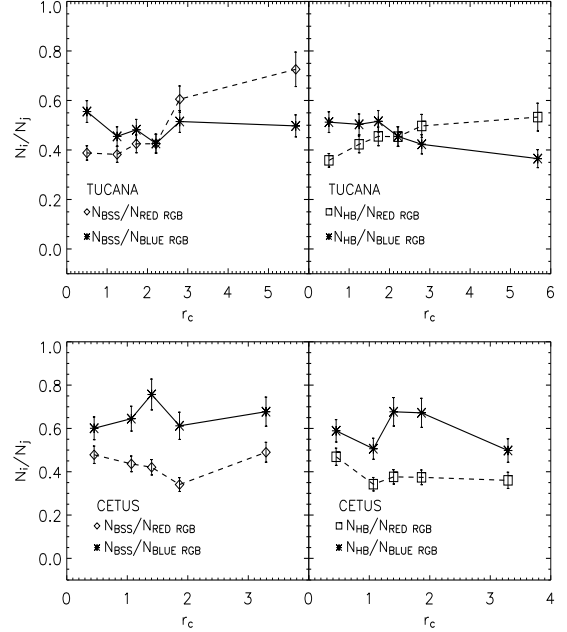 1.0
0.8
0.6
0.4
0.2
0.0
N_i/N_j
TUCANA
N_BSS/N_RED RGB
N_BSS/N_BLUE RGB
0 1 2 3 4 5
r_c
TUCANA
N_HB/N_RED RGB
N_HB/N_BLUE RGB
0 1 2 3 4 5 6
r_c
1.0
0.8
0.6
0.4
0.2
0.0
N_i/N_j
CETUS
N_BSS/N_RED RGB
N_BSS/N_BLUE RGB
0 1 2 3
r_c
CETUS
N_HB/N_RED RGB
N_HB/N_BLUE RGB
0 1 2 3 4
r_c